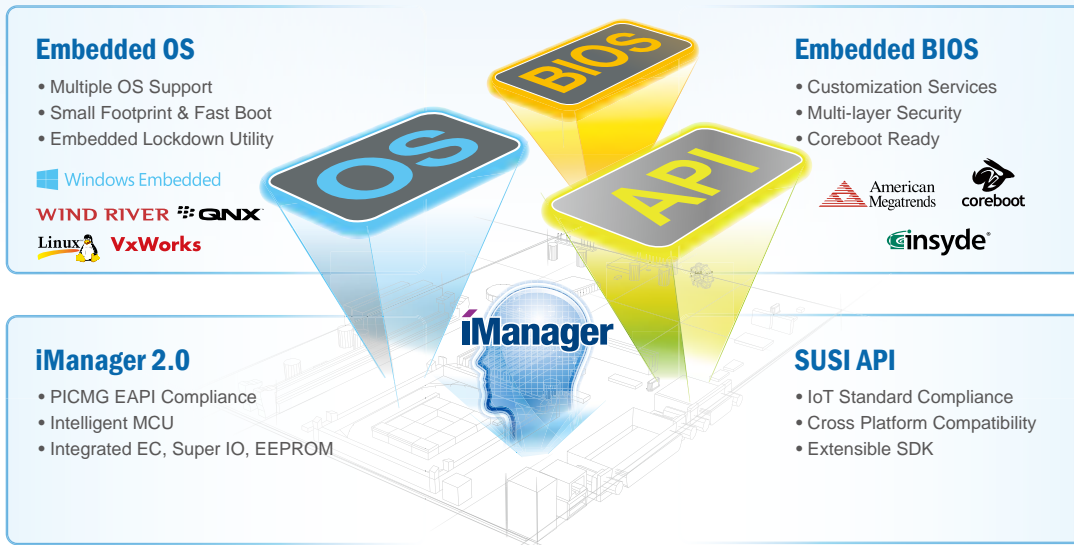 Embedded OS
• Multiple OS Support
• Small Footprint & Fast Boot
• Embedded Lockdown Utility
Windows Embedded
WIND RIVER QNX
Linux VxWorks
OS
BIOS
API
Embedded BIOS
• Customization Services
• Multi-layer Security
• Coreboot Ready
American
Megatrends
coreboot
insyde®
iManager
iManager 2.0
• PICMG EAPI Compliance
• Intelligent MCU
• Integrated EC, Super IO, EEPROM
SUSI API
• IoT Standard Compliance
• Cross Platform Compatibility
• Extensible SDK